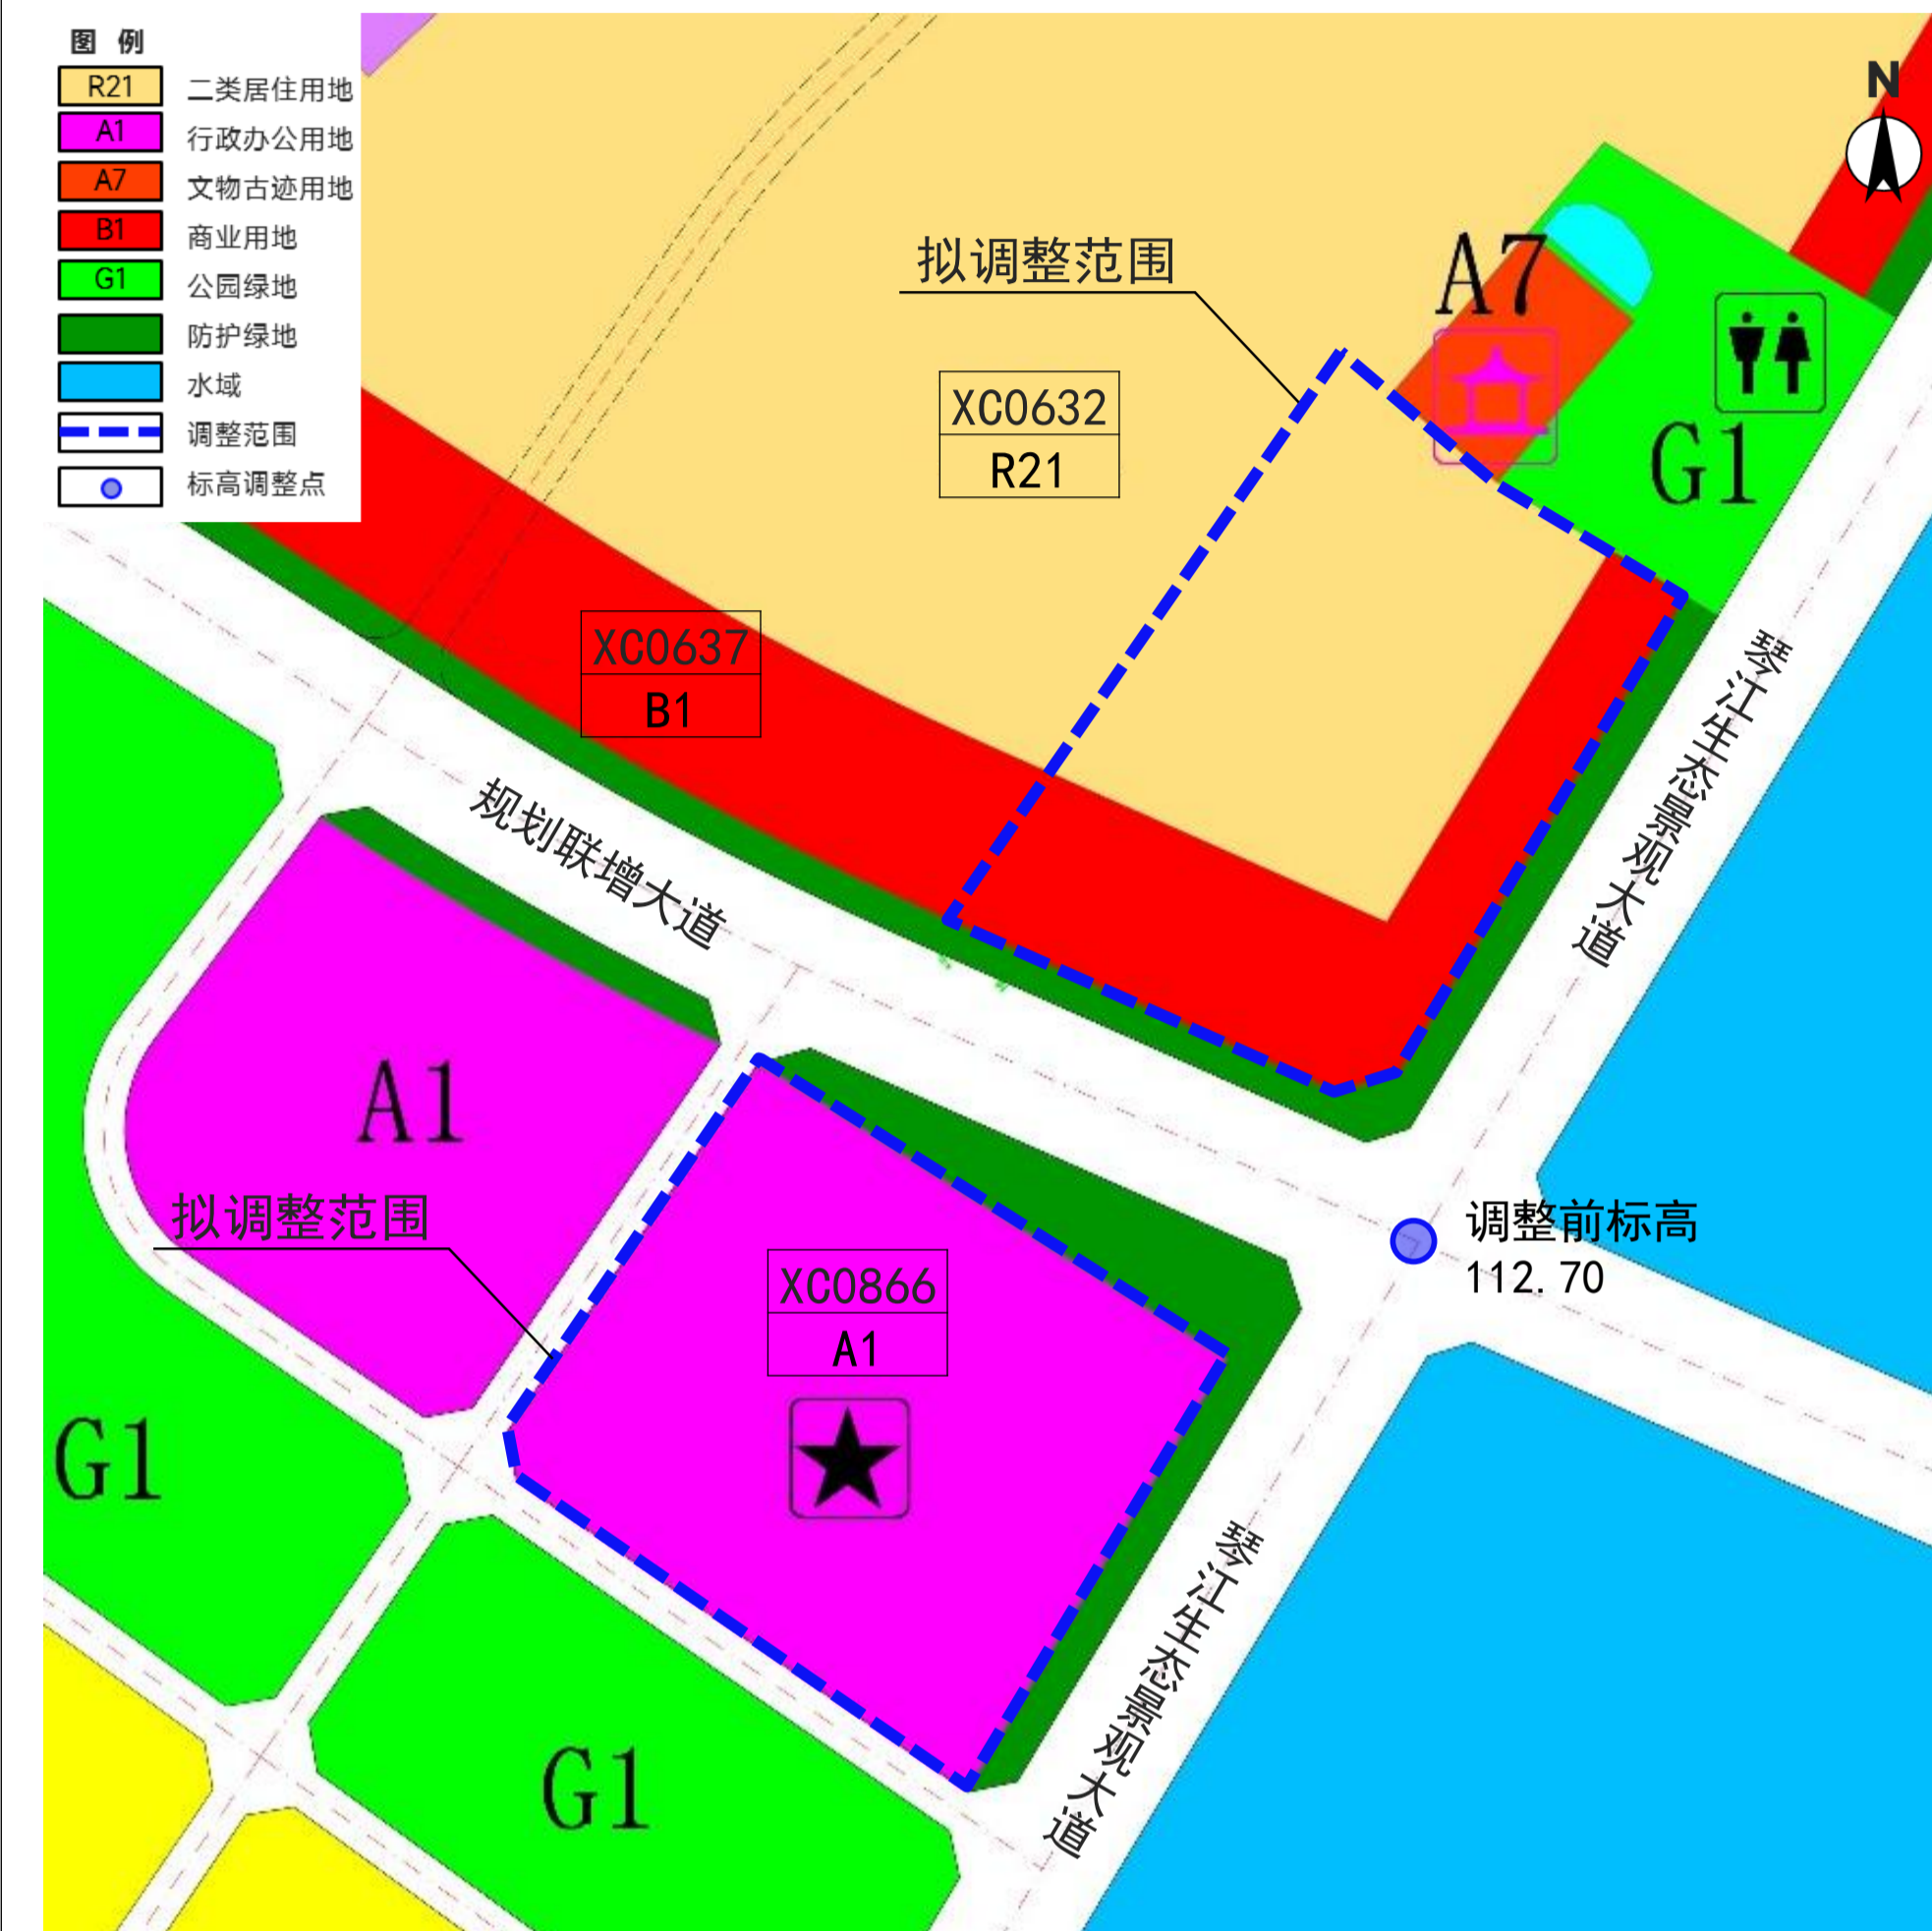 图 例
R21 二类居住用地
A1 行政办公用地
A7 文物古迹用地
B1 商业用地
G1 公园绿地
防护绿地
水域
调整范围
标高调整点
N
拟调整范围
A7
XC0632
R21
G1
XC0637
B1
琴江生态景观大道
规划联增大道
A1
拟调整范围
调整前标高
112.70
XC0866
A1
G1
琴江生态景观大道
G1